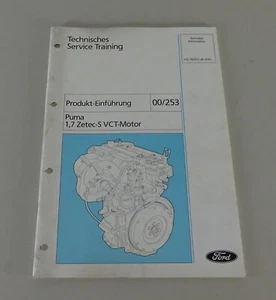 Technisches
Service Training
Produkt-Einführung
00/253
Puma
1,7 Zetec-S VCT-Motor
Ford